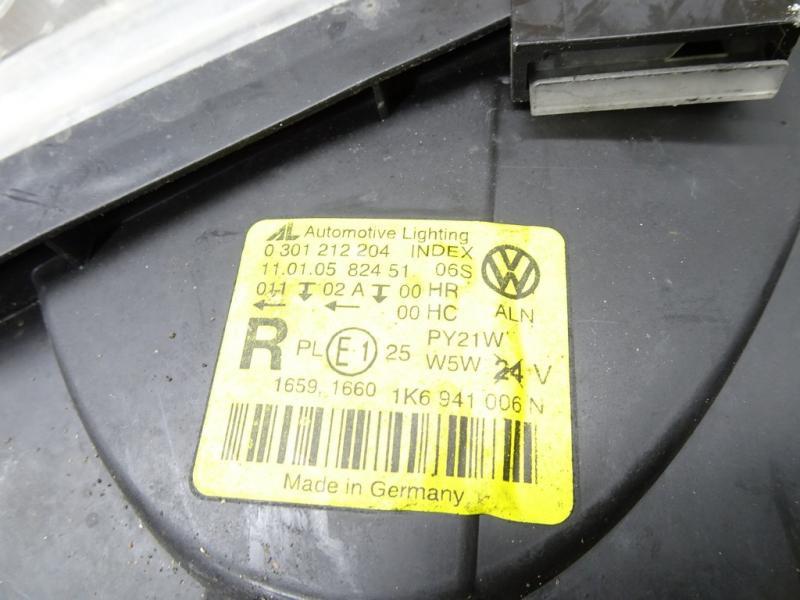 AL Automotive Lighting
0 301 212 204 INDEX
11.01.05 824 51 06S
011 02 A 00 HR
00 HC ALN
R PL E1 25 PY21W
W5W 24 V
1659, 1660 1K6 941 006 N
Made in Germany